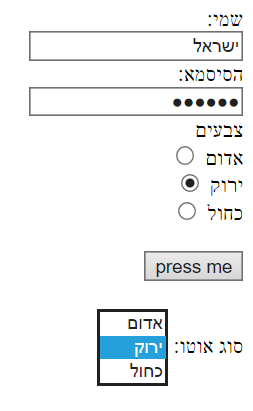 שמי:
ישראל
הסיסמא:
●●●●●●
צבעים
אדום
ירוק
כחול
press me
סוג אוטו:
אדום
ירוק
כחול